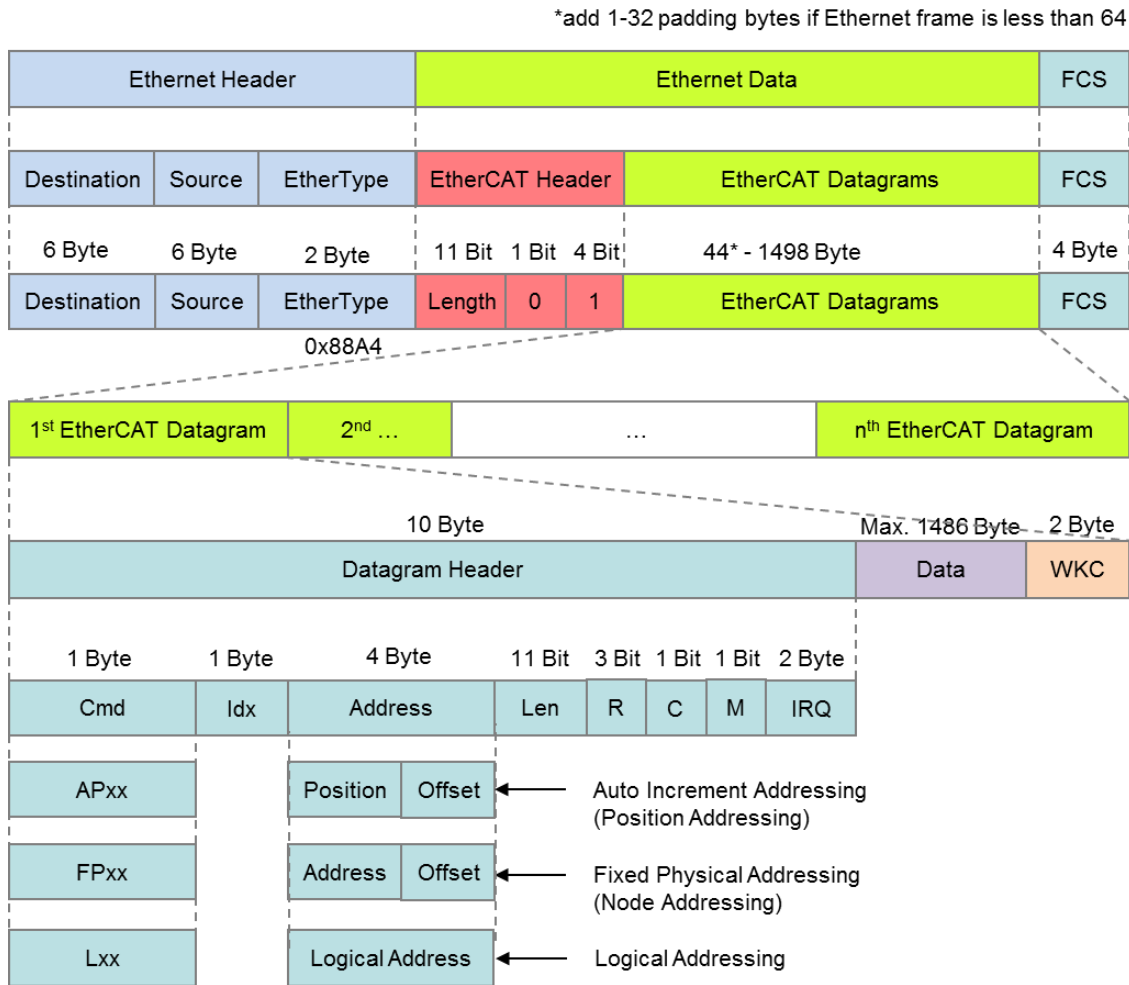 *add 1-32 padding bytes if Ethernet frame is less than 64
Ethernet Header Ethernet Data FCS
Destination Source EtherType EtherCAT Header EtherCAT Datagrams FCS
6 Byte 6 Byte 2 Byte 11 Bit 1 Bit 4 Bit 44* - 1498 Byte 4 Byte
Destination Source EtherType Length 0 1 EtherCAT Datagrams FCS
0x88A4
1st EtherCAT Datagram 2nd ... ... nth EtherCAT Datagram
10 Byte Max. 1486 Byte 2 Byte
Datagram Header Data WKC
1 Byte 1 Byte 4 Byte 11 Bit 3 Bit 1 Bit 1 Bit 2 Byte
Cmd Idx Address Len R C M IRQ
APxx Position Offset Auto Increment Addressing
(Position Addressing)
FPxx Address Offset Fixed Physical Addressing
(Node Addressing)
Lxx Logical Address Logical Addressing